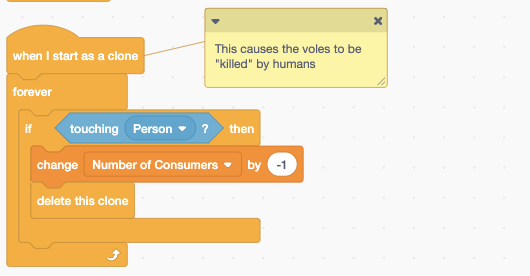 when I start as a clone
This causes the voles to be
"killed" by humans
forever
if touching Person ? then
change Number of Consumers by -1
delete this clone